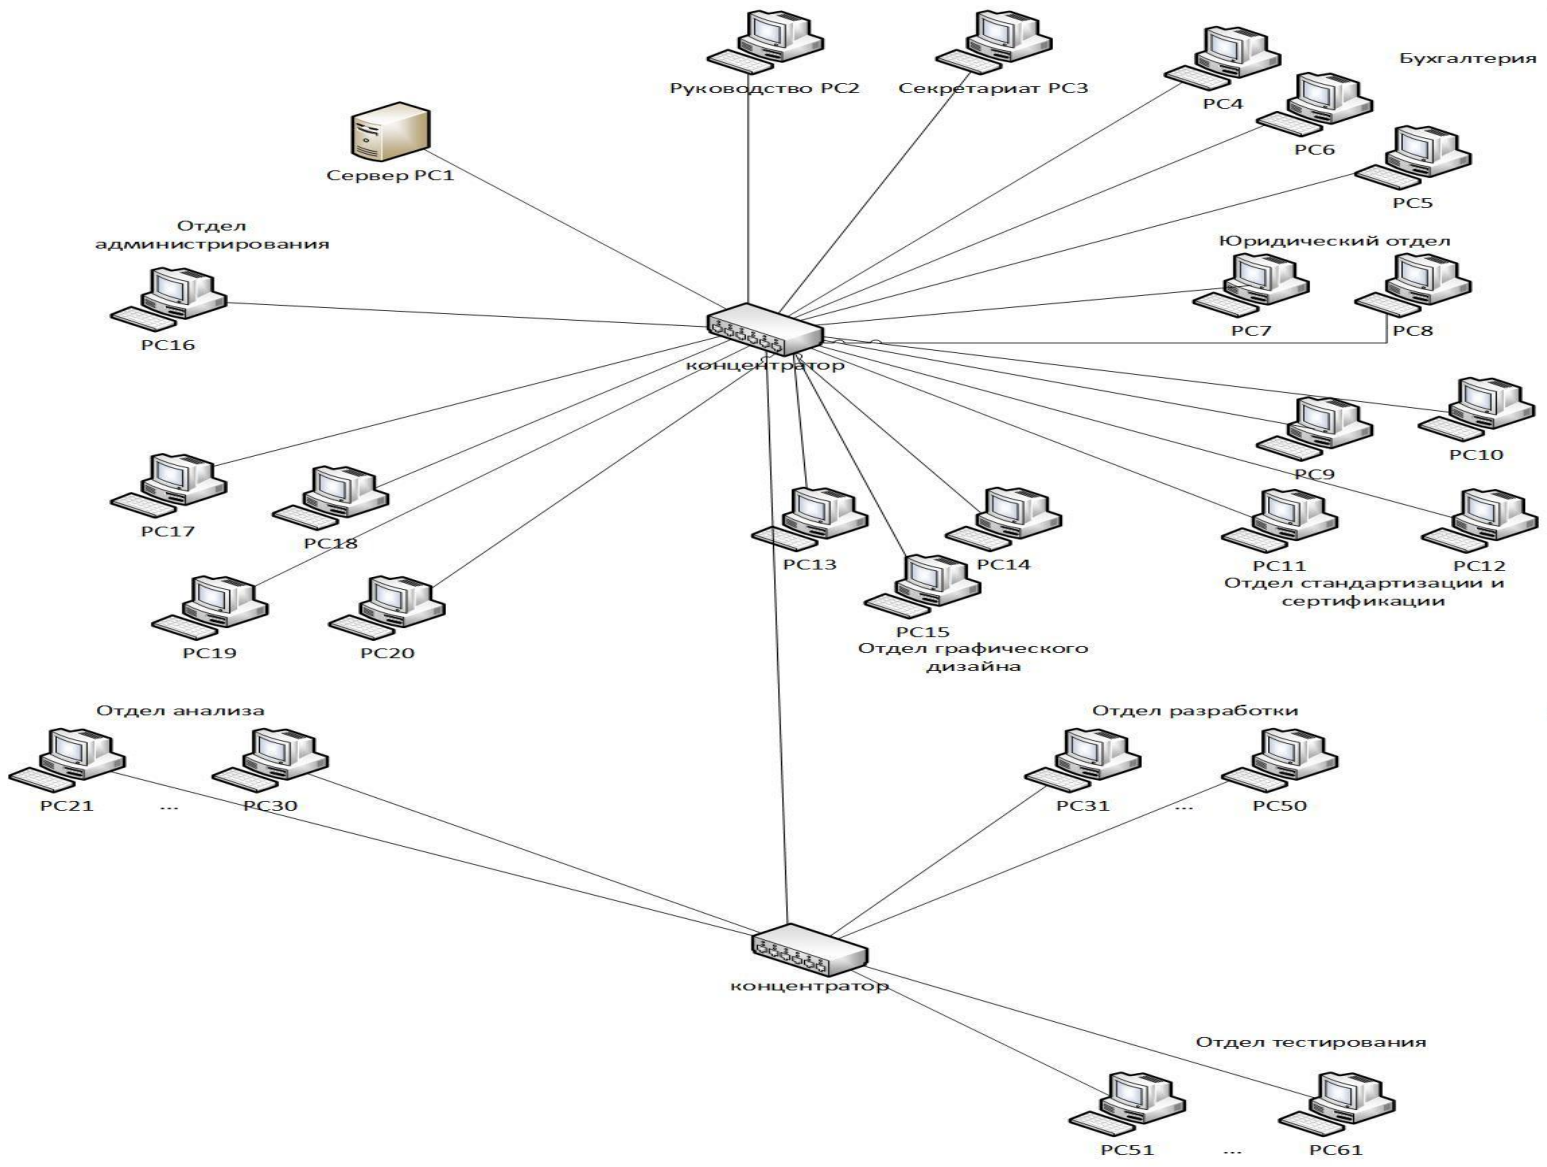 Бухгалтерия
Руководство PC2
Секретариат PC3
PC4
PC6
Сервер PC1
PC5
Отдел
администрирования
Юридический отдел
PC16
PC7
PC8
концентратор
PC9
PC10
PC17
PC18
PC13
PC14
PC11
PC12
Отдел стандартизации и
сертификации
PC19
PC20
PC15
Отдел графического
дизайна
Отдел анализа
Отдел разработки
PC21
...
PC30
PC31
...
PC50
концентратор
Отдел тестирования
PC51
...
PC61